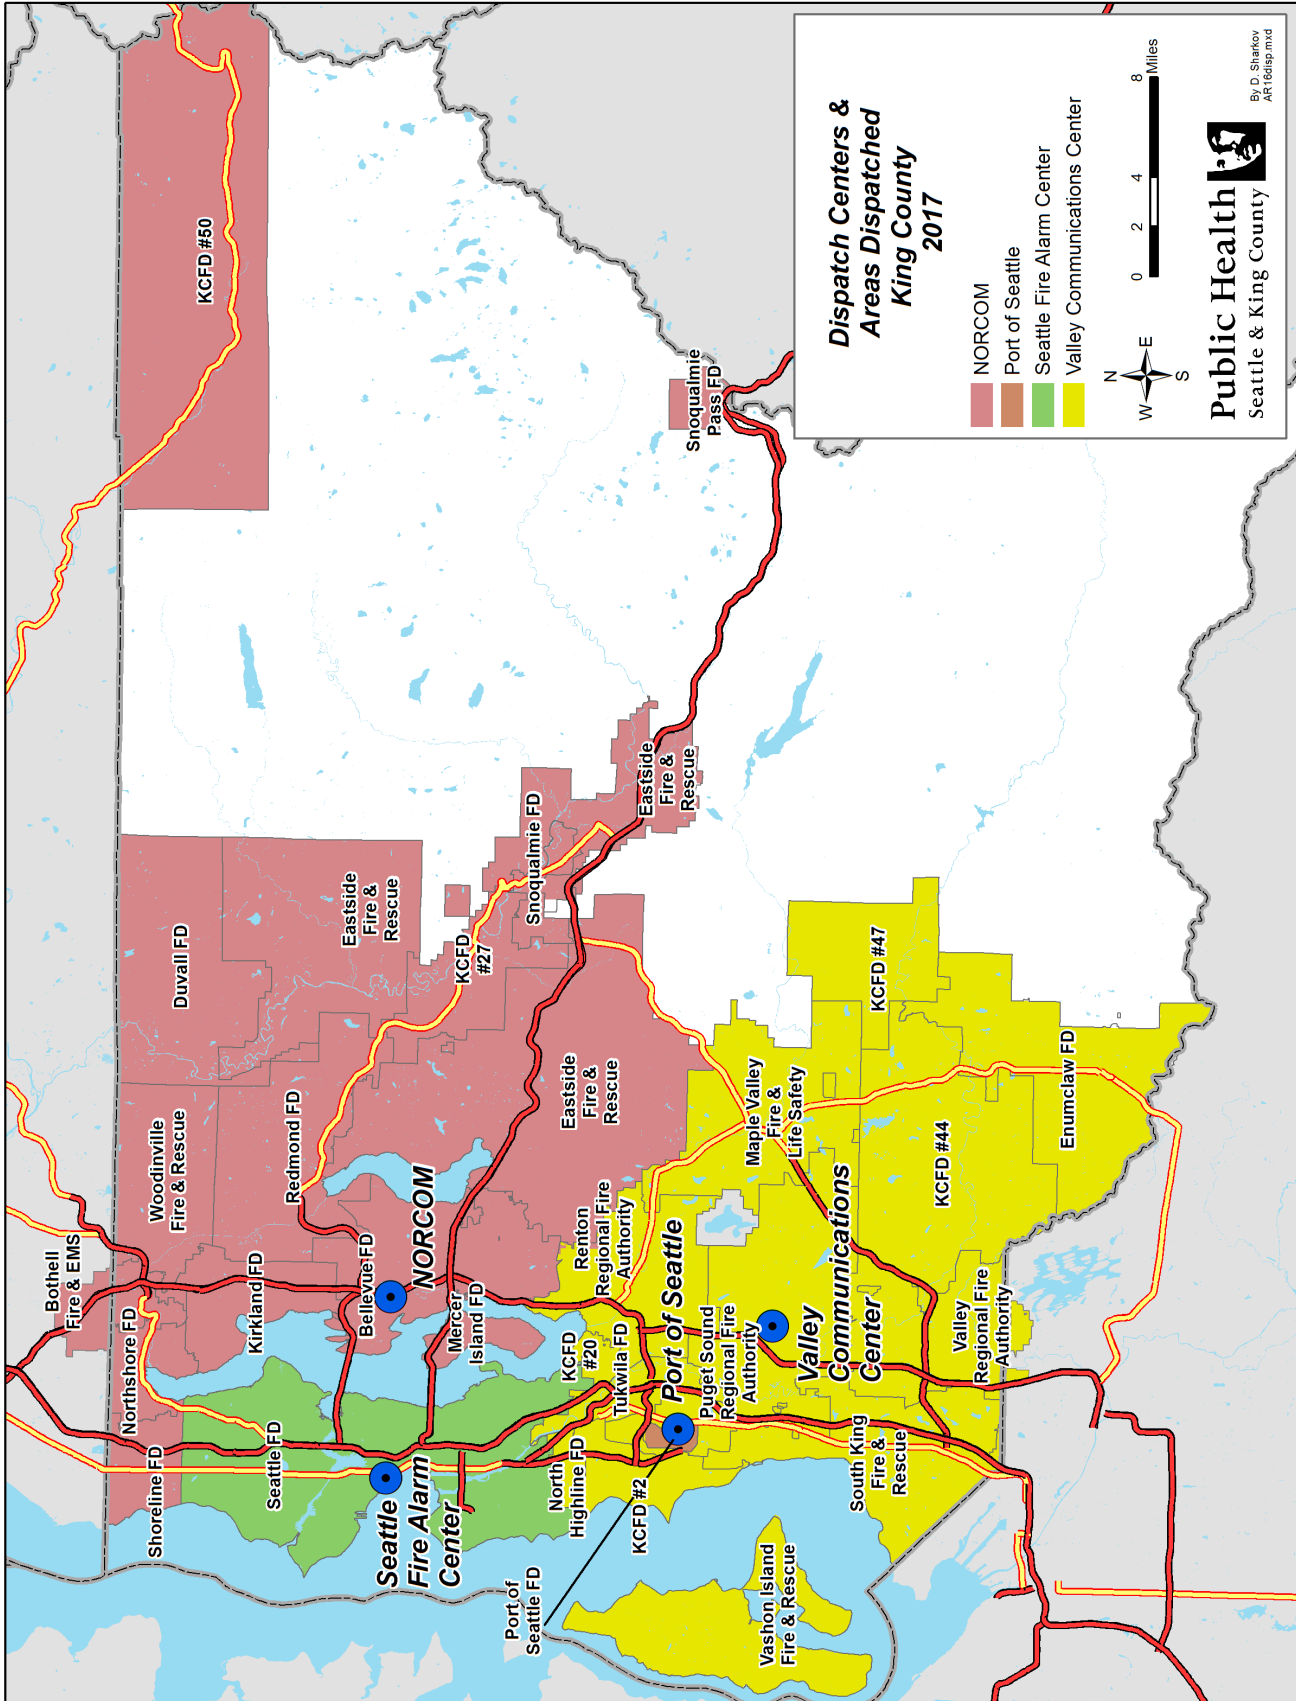 Dispatch Centers &
Areas Dispatched
King County
2017
NORCOM
Port of Seattle
Seattle Fire Alarm Center
Valley Communications Center
N
W
E
S
0
2
4
8
Miles
Public Health
Seattle & King County
By D. Sharkov
AR16disp.mxd
Shoreline FD
Northshore FD
Bothell
Fire & EMS
Woodinville
Fire & Rescue
Duvall FD
KCFD #50
Seattle FD
Kirkland FD
Redmond FD
Eastside
Fire &
Rescue
Bellevue FD
NORCOM
KCFD
#27
Seattle
Fire Alarm
Center
Mercer
Island FD
Snoqualmie FD
Port of
Seattle FD
North
Highline FD
KCFD
#20
Renton
Regional Fire
Authority
Eastside
Fire &
Rescue
Eastside
Fire &
Rescue
Snoqualmie
Pass FD
KCFD #2
Tukwila FD
Port of Seattle
Puget Sound
Regional Fire
Authority
Maple Valley
Fire &
Life Safety
Vashon Island
Fire & Rescue
Valley
Communications
Center
KCFD #47
South King
Fire &
Rescue
KCFD #44
Valley
Regional Fire
Authority
Enumclaw FD